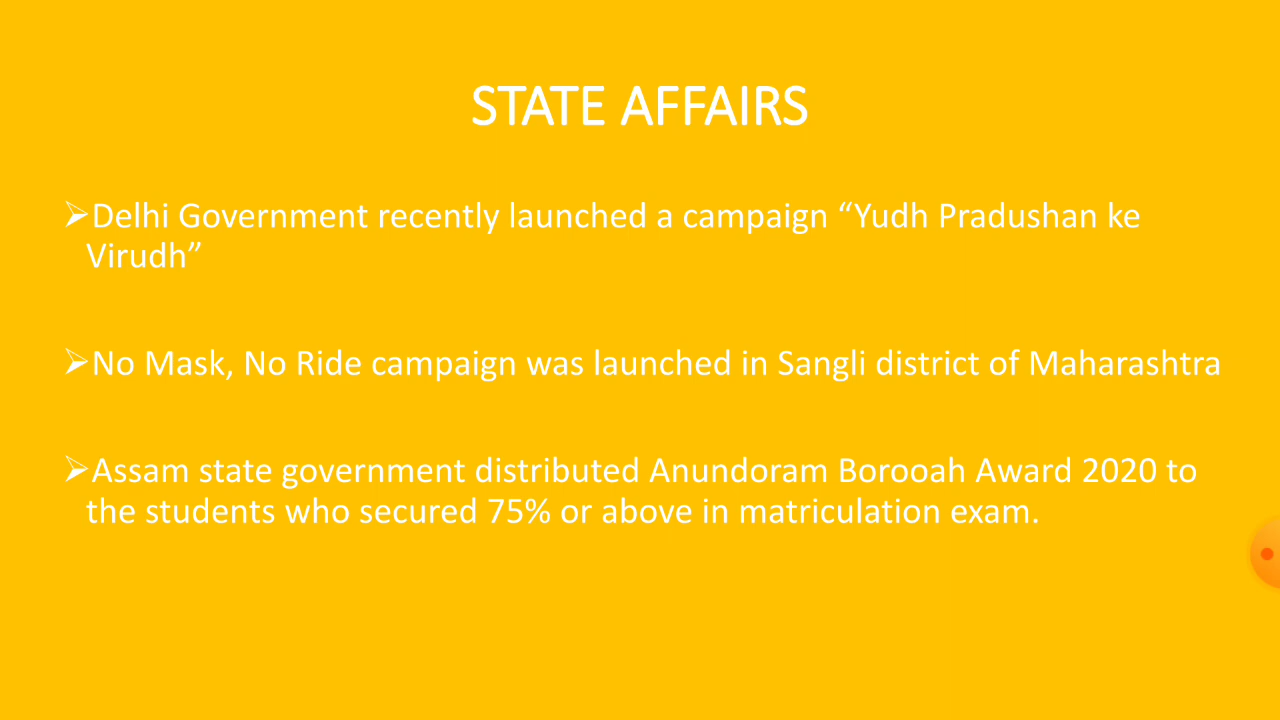 STATE AFFAIRS
➢Delhi Government recently launched a campaign “Yudh Pradushan ke
Virudh”
➢No Mask, No Ride campaign was launched in Sangli district of Maharashtra
➢Assam state government distributed Anundoram Borooah Award 2020 to
the students who secured 75% or above in matriculation exam.